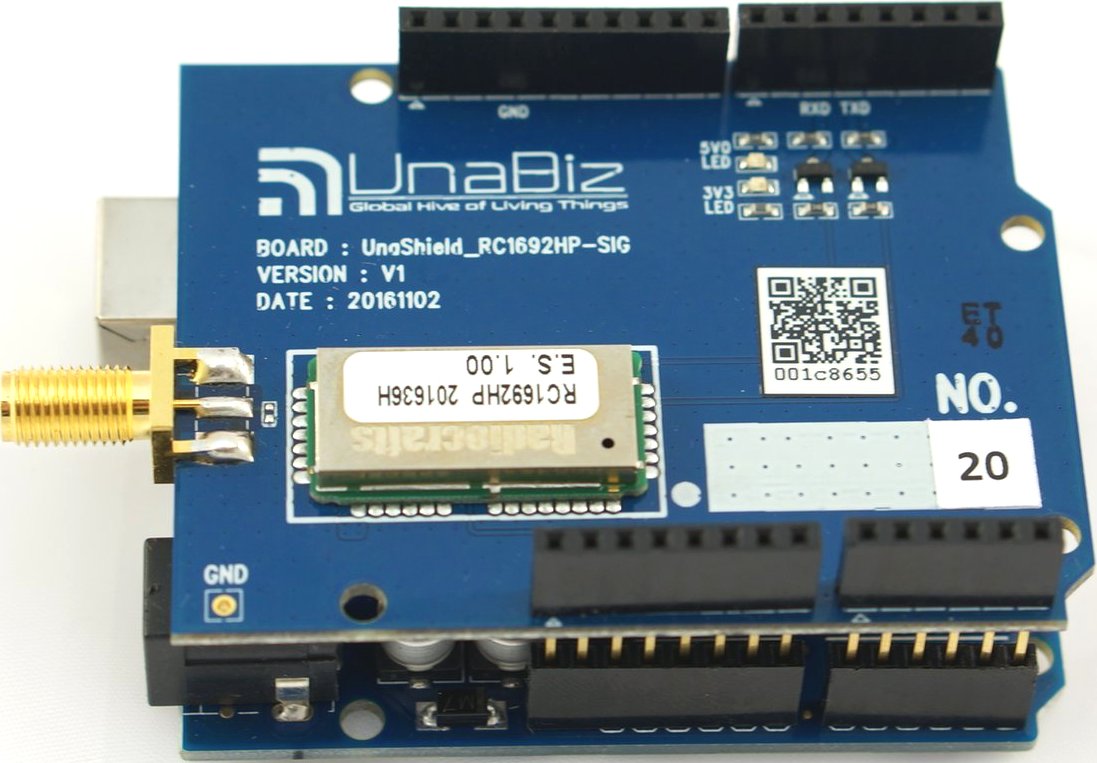 GND
RXD TXD
UnaBiz
Global Hive of Living Things
5V0
LED
3V3
LED
BOARD : UnaShield_RC1692HP-SIG
VERSION : V1
DATE : 20161102
001c8655
ET
40
NO.
20
RC1692HP 201636H
E.S. 1.00
Radiocrafts
GND
M7